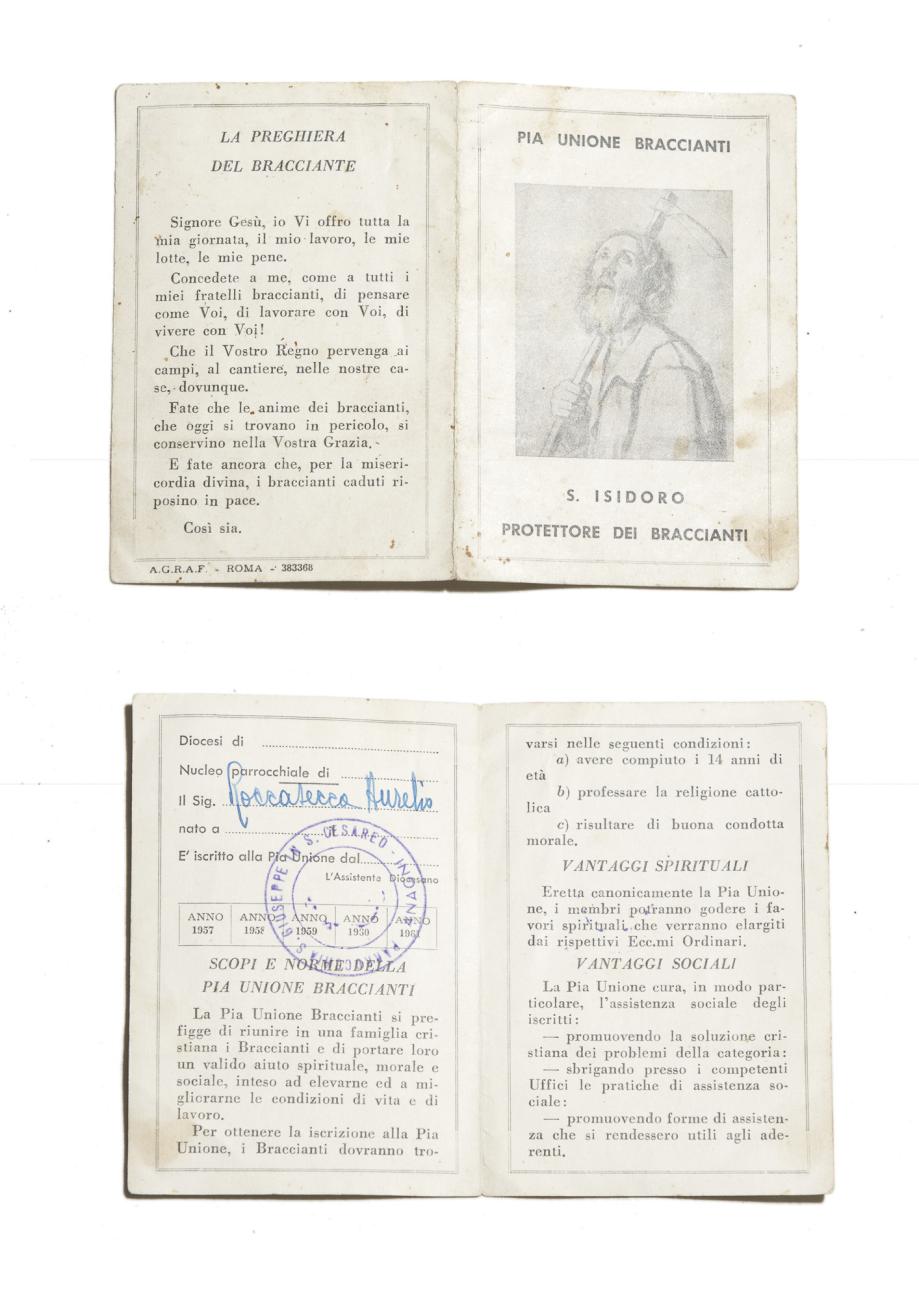 LA PREGHIERA
DEL BRACCIANTE
Signore Gesù, io Vi offro tutta la
mia giornata, il mio lavoro, le mie
lotte, le mie pene.
Concedete a me, come a tutti i
miei fratelli braccianti, di pensare
come Voi, di lavorare con Voi, di
vivere con Voi!
Che il Vostro Regno pervenga ai
campi, al cantiere, nelle nostre ca-
se, dovunque.
Fate che le anime dei braccianti,
che oggi si trovano in pericolo, si
conservino nella Vostra Grazia.
E fate ancora che, per la miseri-
cordia divina, i braccianti caduti ri-
posino in pace.
Così sia.
A.G.R.A.F. - ROMA - 383368
PIA UNIONE BRACCIANTI
S. ISIDORO
PROTETTORE DEI BRACCIANTI
Diocesi di
Nucleo parrocchiale di
Il Sig. Roccasecca Aurelio
nato a
E' iscritto alla Pia Unione dal
L'Assistente Diocesano
ANNO 1957 ANNO 1958 ANNO 1959 ANNO 1960 ANNO 1961
PARROCCHIA S. GIUSEPPE IN S. CESAREO - ANAGNI
SCOPI E NORME DELLA
PIA UNIONE BRACCIANTI
La Pia Unione Braccianti si pre-
figge di riunire in una famiglia cri-
stiana i Braccianti e di portare loro
un valido aiuto spirituale, morale e
sociale, inteso ad elevarne ed a mi-
gliorarne le condizioni di vita e di
lavoro.
Per ottenere la iscrizione alla Pia
Unione, i Braccianti dovranno tro-
varsi nelle seguenti condizioni:
a) avere compiuto i 14 anni di
età
b) professare la religione catto-
lica
c) risultare di buona condotta
morale.
VANTAGGI SPIRITUALI
Eretta canonicamente la Pia Unio-
ne, i membri potranno godere i fa-
vori spirituali che verranno elargiti
dai rispettivi Ecc.mi Ordinari.
VANTAGGI SOCIALI
La Pia Unione cura, in modo par-
ticolare, l'assistenza sociale degli
iscritti:
— promuovendo la soluzione cri-
stiana dei problemi della categoria:
— sbrigando presso i competenti
Uffici le pratiche di assistenza so-
ciale:
— promuovendo forme di assisten-
za che si rendessero utili agli ade-
renti.